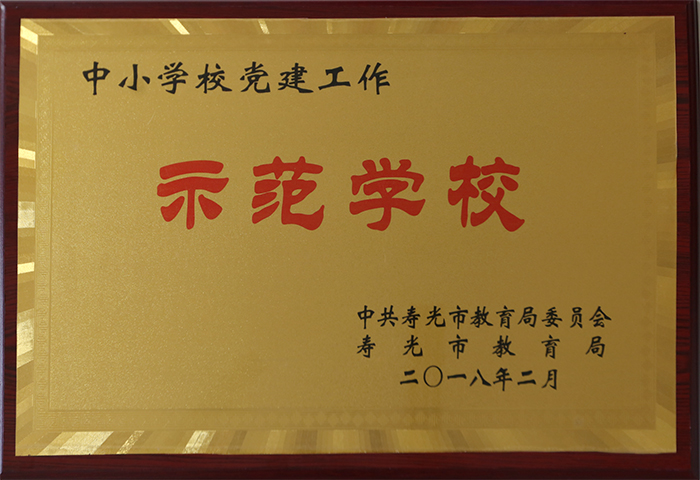 中小学校党建工作
示范学校
中共寿光市教育局委员会
寿光市教育局
二〇一八年二月